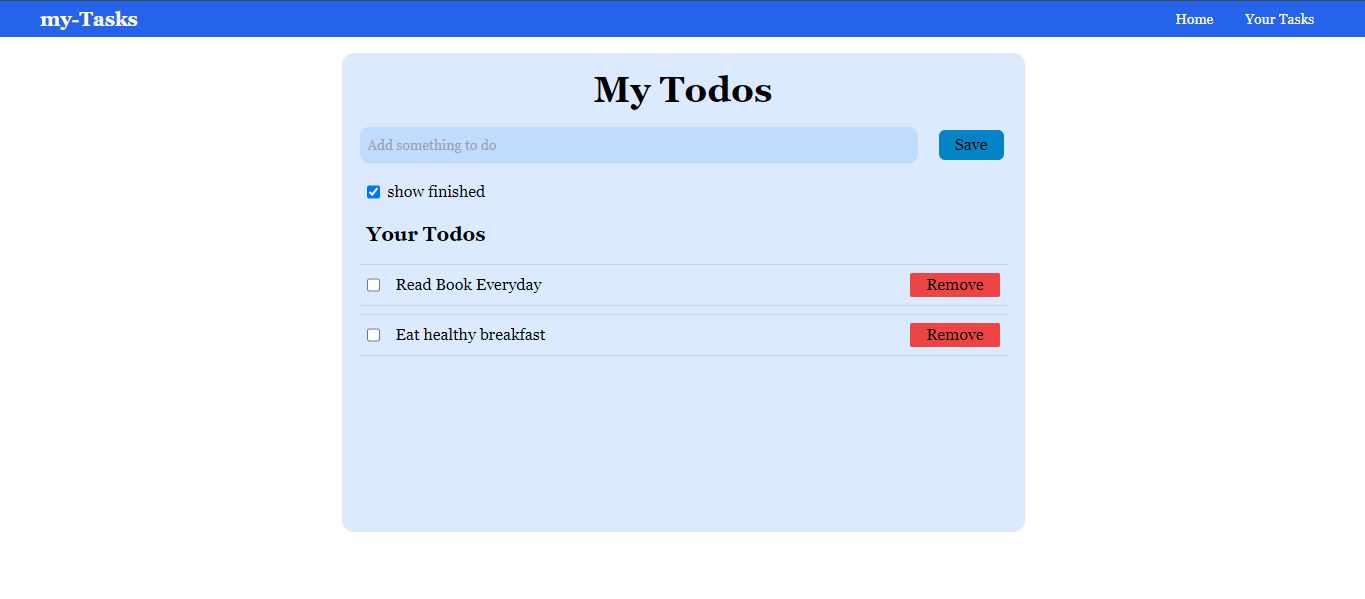 my-Tasks Home Your Tasks
My Todos
Add something to do Save
show finished
Your Todos
Read Book Everyday Remove
Eat healthy breakfast Remove